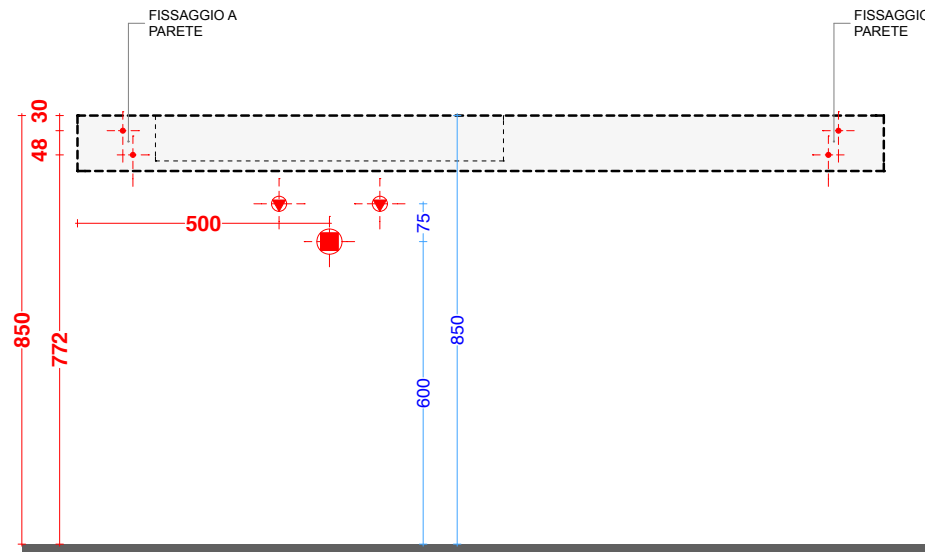 FISSAGGIO A
PARETE
FISSAGGIO
PARETE
30
48
500
75
850
772
850
600